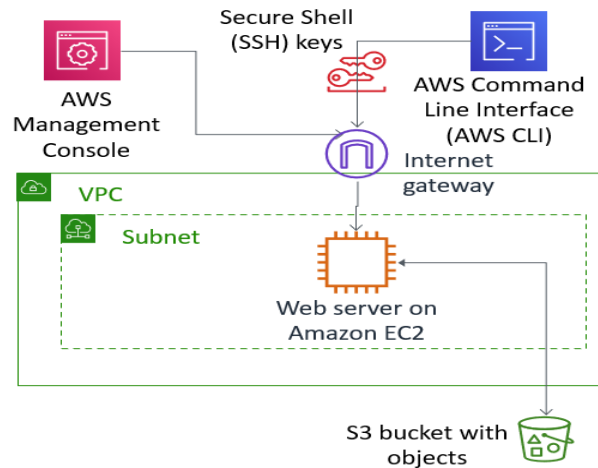 Secure Shell
(SSH) keys
AWS
Management
Console
AWS Command
Line Interface
(AWS CLI)
Internet
gateway
VPC
Subnet
Web server on
Amazon EC2
S3 bucket with
objects